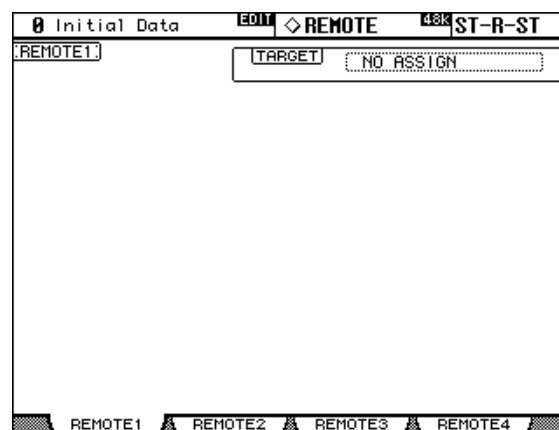 0 Initial Data EDIT ◇REMOTE 48k ST-R-ST
REMOTE1
TARGET NO ASSIGN
REMOTE1 REMOTE2 REMOTE3 REMOTE4